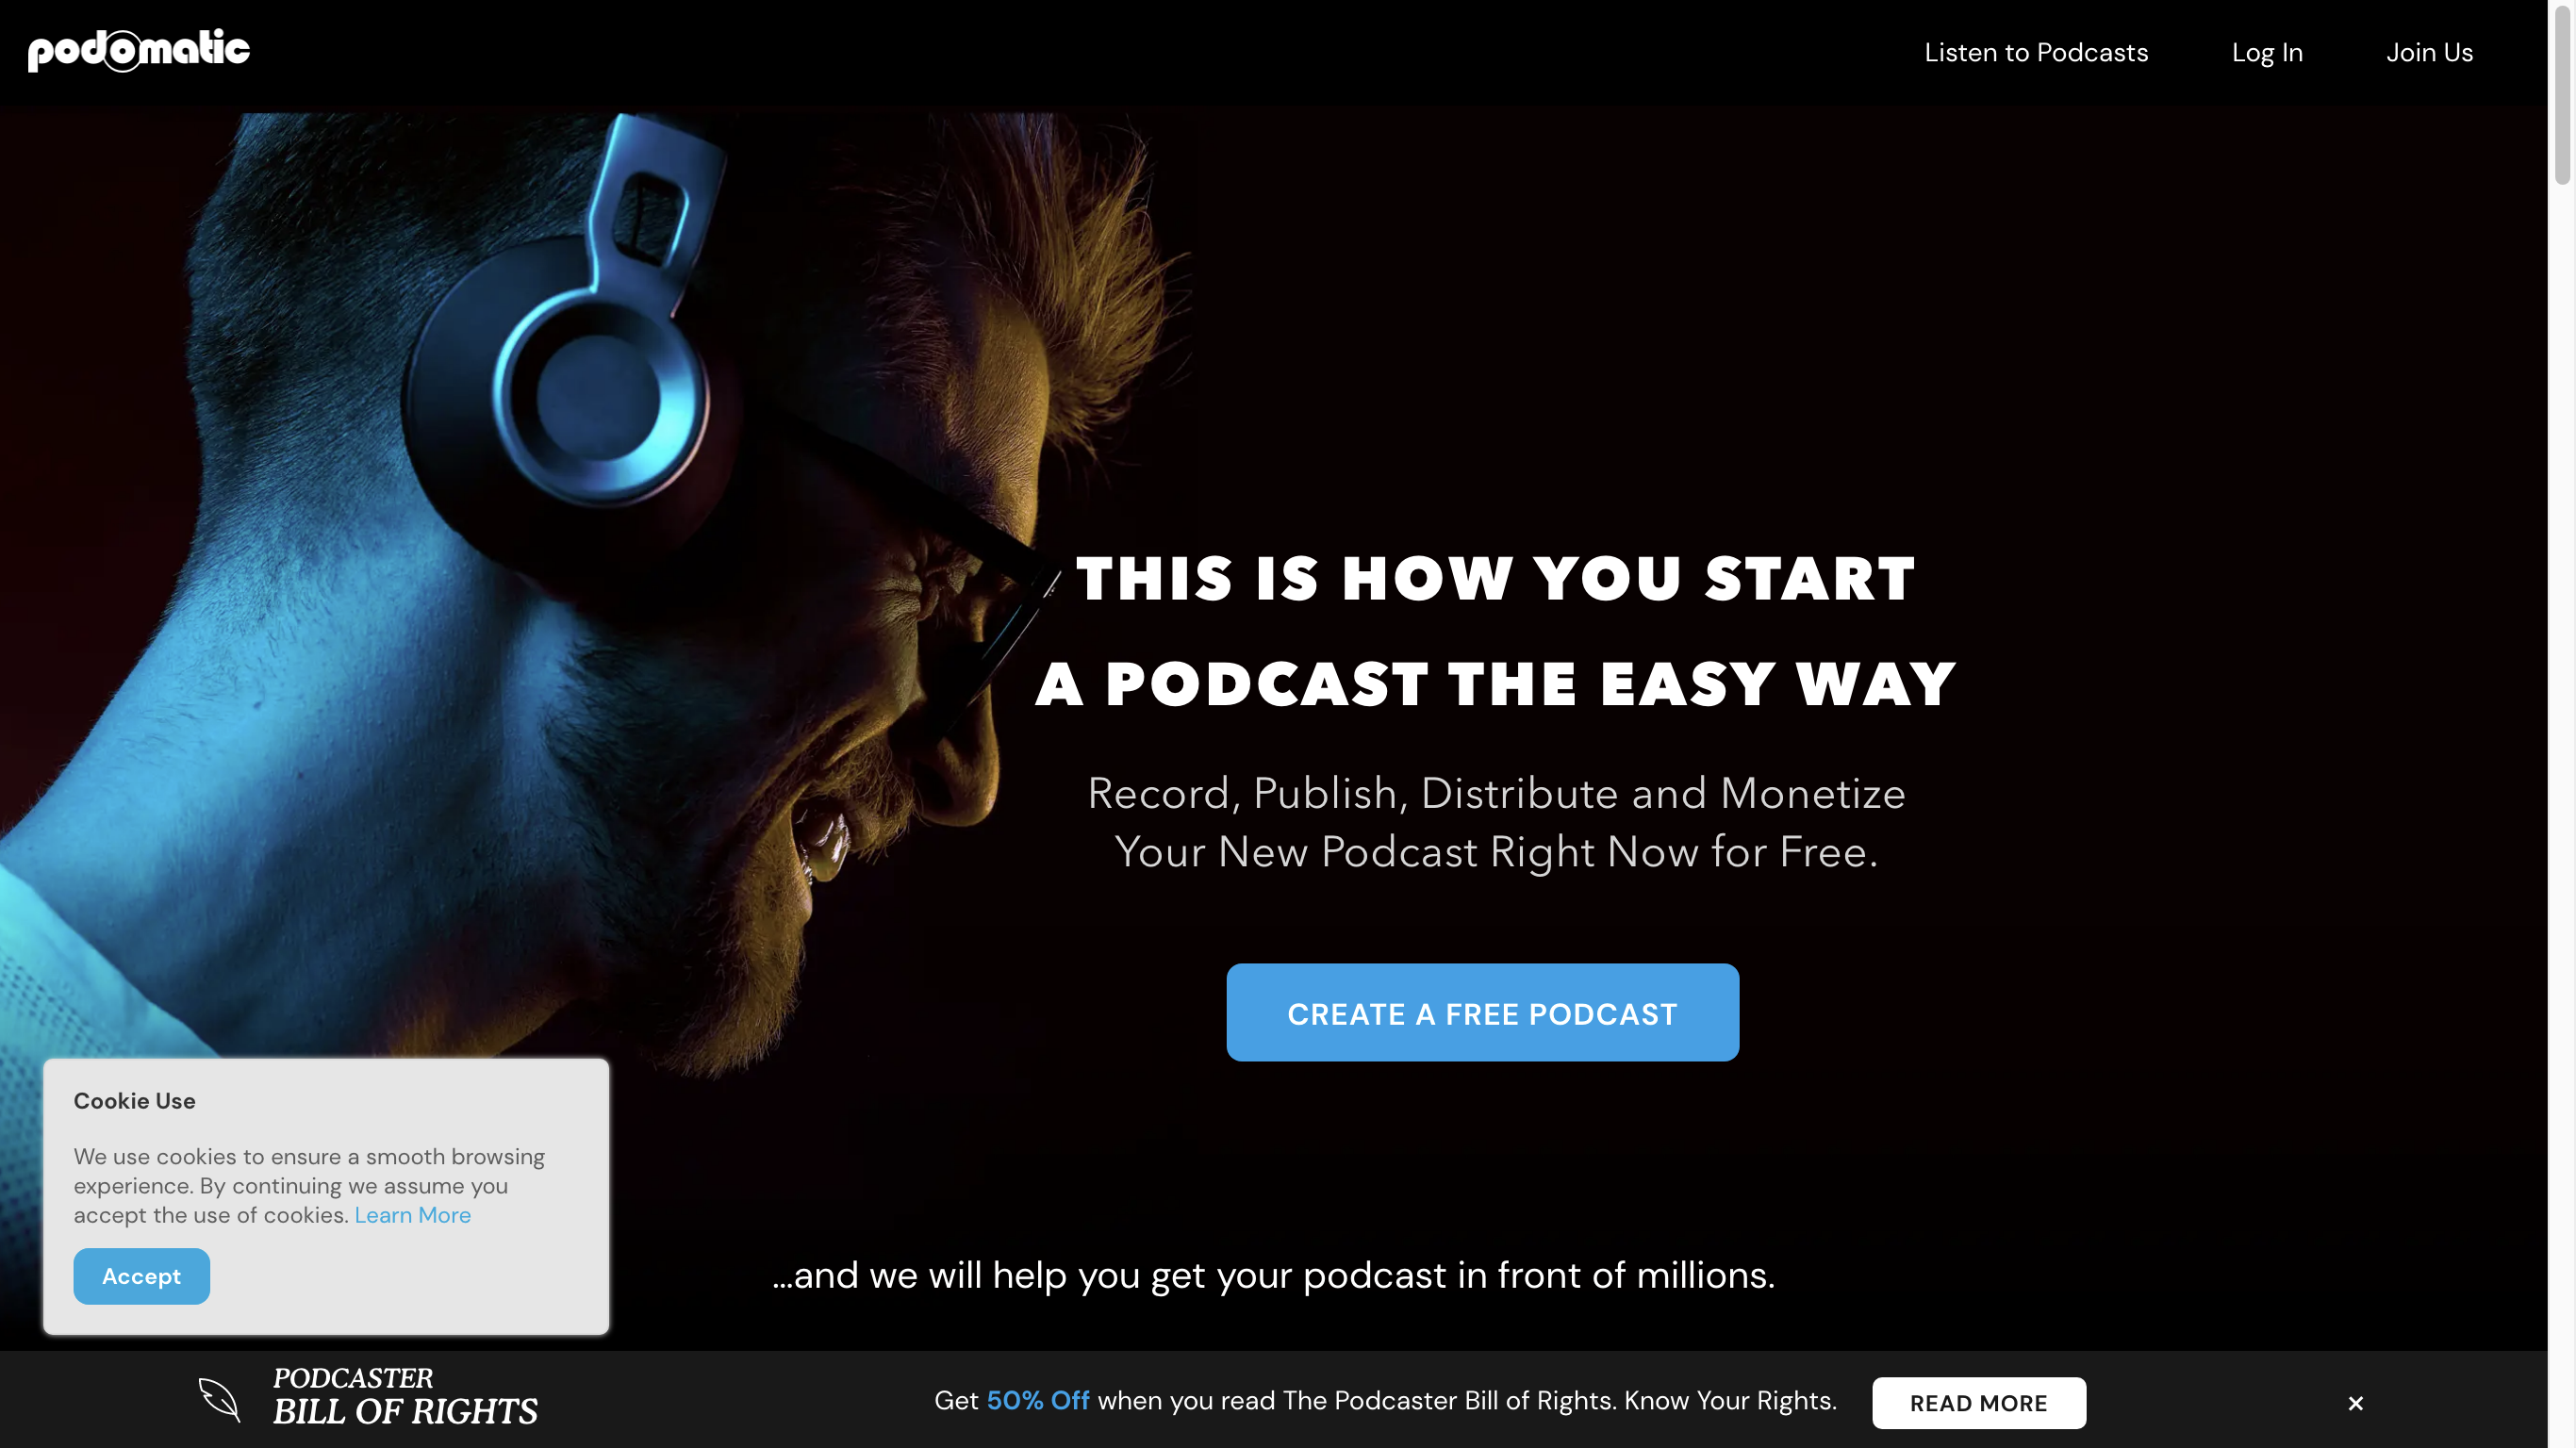 podomatic
Listen to Podcasts
Log In
Join Us
THIS IS HOW YOU START
A PODCAST THE EASY WAY
Record, Publish, Distribute and Monetize
Your New Podcast Right Now for Free.
CREATE A FREE PODCAST
Cookie Use
We use cookies to ensure a smooth browsing
experience. By continuing we assume you
accept the use of cookies. Learn More
Accept
...and we will help you get your podcast in front of millions.
PODCASTER
BILL OF RIGHTS
Get 50% Off when you read The Podcaster Bill of Rights. Know Your Rights.
READ MORE
×